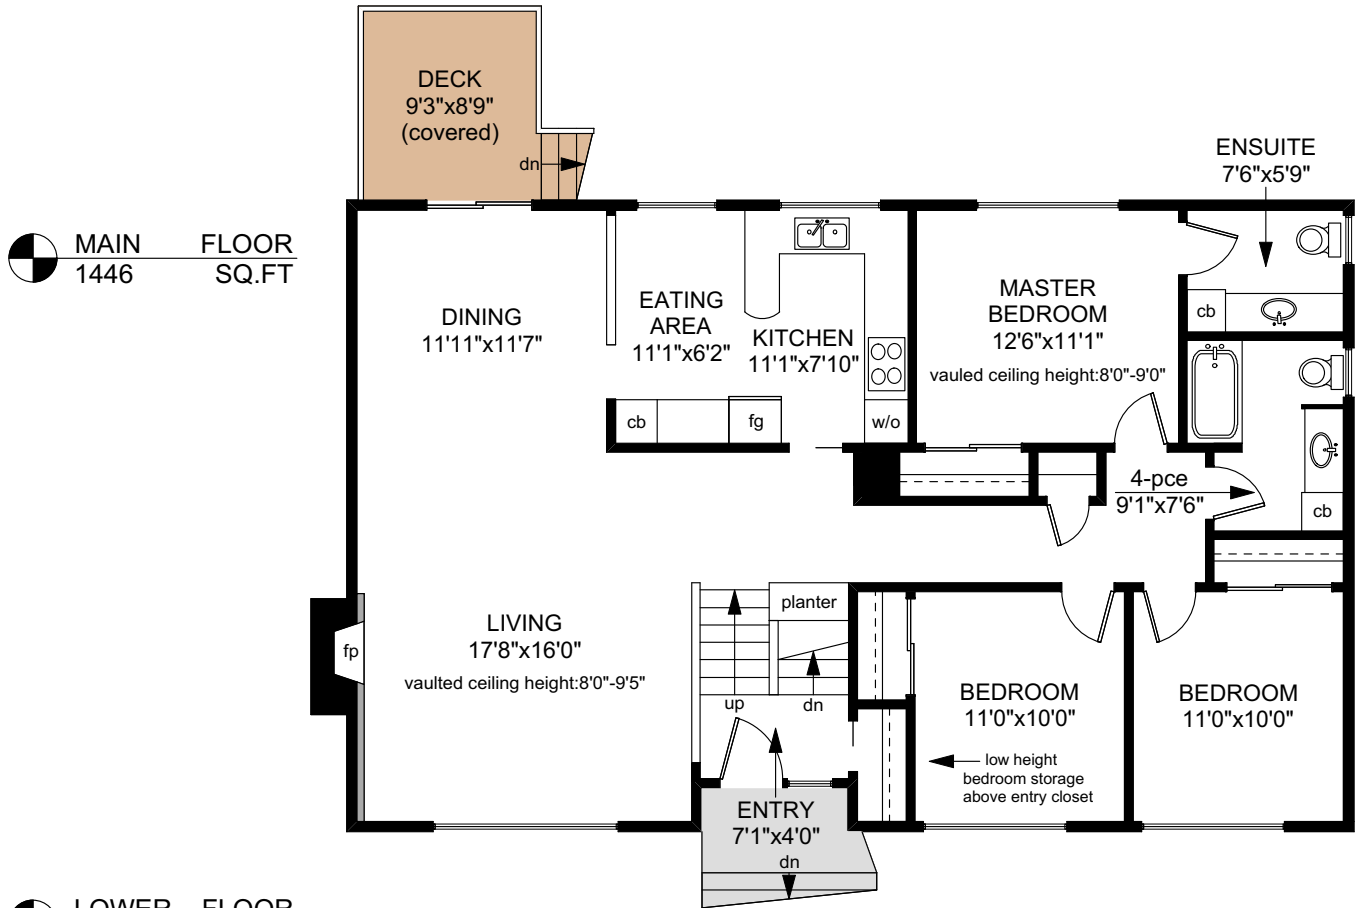 DECK
9'3"x8'9"
(covered)
dn
ENSUITE
7'6"x5'9"
MAIN FLOOR
1446 SQ.FT
DINING
11'11"x11'7"
EATING
AREA
11'1"x6'2"
KITCHEN
11'1"x7'10"
MASTER
BEDROOM
12'6"x11'1"
vauled ceiling height:8'0"-9'0"
cb
cb
fg
w/o
4-pce
9'1"x7'6"
cb
planter
LIVING
17'8"x16'0"
vaulted ceiling height:8'0"-9'5"
fp
up
dn
BEDROOM
11'0"x10'0"
low height
bedroom storage
above entry closet
BEDROOM
11'0"x10'0"
ENTRY
7'1"x4'0"
dn
LOWER FLOOR